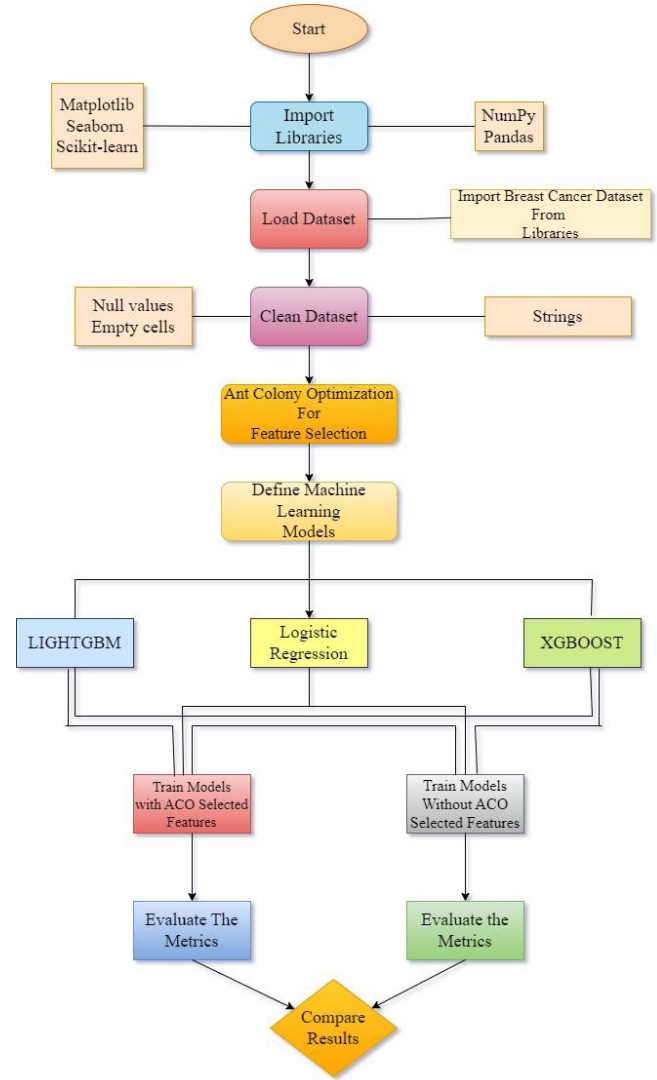 Start
Matplotlib
Seaborn
Scikit-learn
Import
Libraries
NumPy
Pandas
Load Dataset
Import Breast Cancer Dataset
From
Libraries
Null values
Empty cells
Clean Dataset
Strings
Ant Colony Optimization
For
Feature Selection
Define Machine
Learning
Models
LIGHTGBM
Logistic
Regression
XGBOOST
Train Models
with ACO Selected
Features
Train Models
Without ACO
Selected Features
Evaluate The
Metrics
Evaluate the
Metrics
Compare
Results